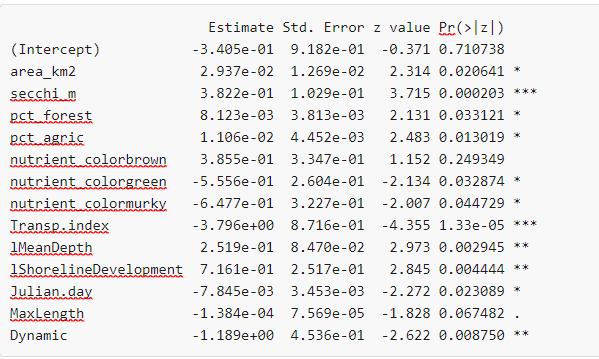 Estimate Std. Error z value Pr(>|z|)
(Intercept) -3.405e-01 9.182e-01 -0.371 0.710738
area_km2 2.937e-02 1.269e-02 2.314 0.020641 *
secchi_m 3.822e-01 1.029e-01 3.715 0.000203 ***
pct_forest 8.123e-03 3.813e-03 2.131 0.033121 *
pct_agric 1.106e-02 4.452e-03 2.483 0.013019 *
nutrient_colorbrown 3.855e-01 3.347e-01 1.152 0.249349
nutrient_colorgreen -5.556e-01 2.604e-01 -2.134 0.032874 *
nutrient_colormurky -6.477e-01 3.227e-01 -2.007 0.044729 *
Transp.index -3.796e+00 8.716e-01 -4.355 1.33e-05 ***
lMeanDepth 2.519e-01 8.470e-02 2.973 0.002945 **
lShorelineDevelopment 7.161e-01 2.517e-01 2.845 0.004444 **
Julian.day -7.845e-03 3.453e-03 -2.272 0.023089 *
MaxLength -1.384e-04 7.569e-05 -1.828 0.067482 .
Dynamic -1.189e+00 4.536e-01 -2.622 0.008750 **